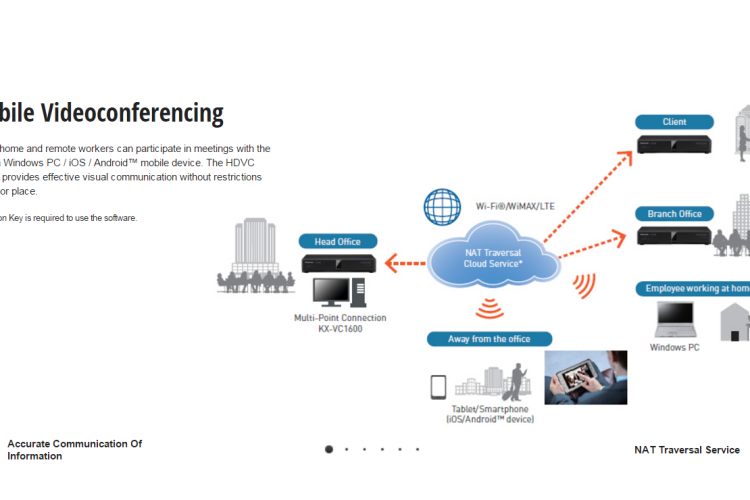 bile Videoconferencing
home and remote workers can participate in meetings with the
Windows PC / iOS / Android™ mobile device. The HDVC
provides effective visual communication without restrictions
or place.
on Key is required to use the software.
Client
Wi-Fi®/WiMAX/LTE
Branch Office
Head Office
NAT Traversal
Cloud Service*
Employee working at hom
Multi-Point Connection
KX-VC1600
Away from the office
Windows PC
Tablet/Smartphone
(iOS/Android™ device)
Accurate Communication Of
Information
NAT Traversal Service